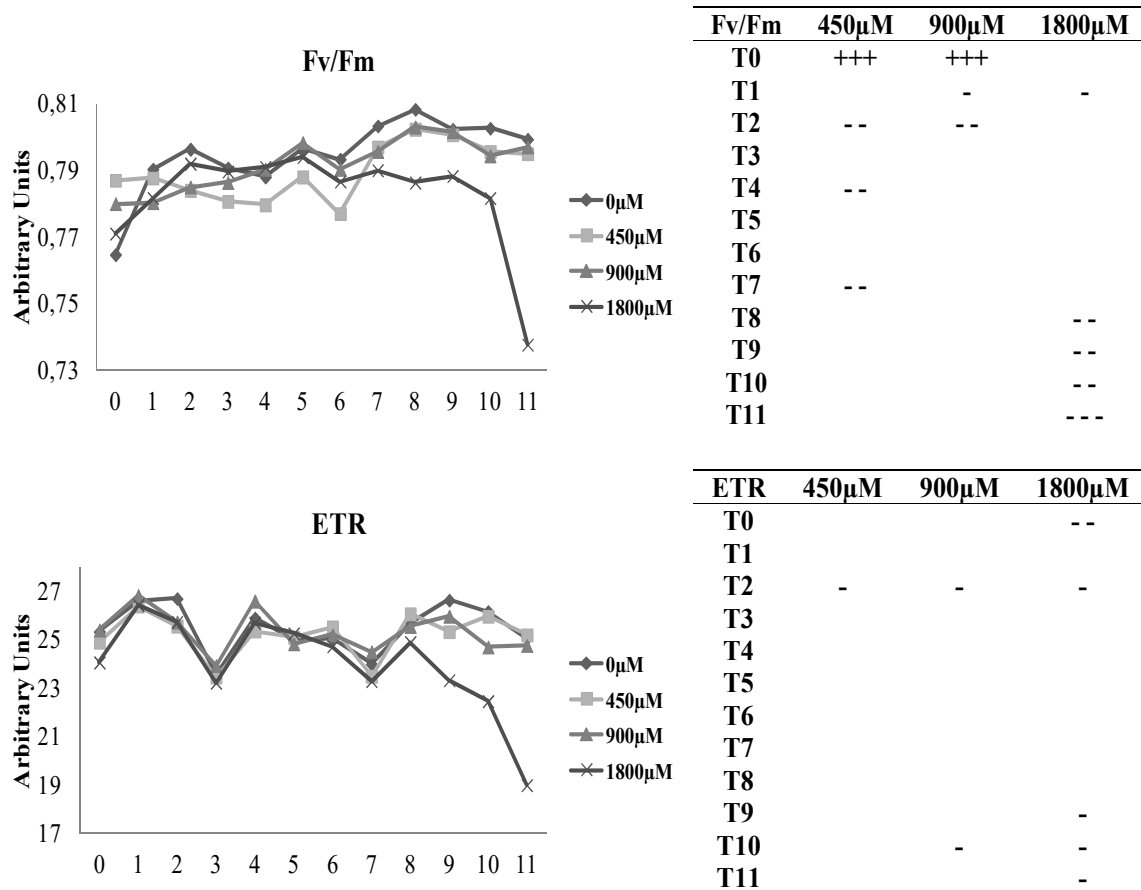 Fv/Fm
Arbitrary Units
0,81
0,79
0,77
0,75
0,73
0 1 2 3 4 5 6 7 8 9 10 11
0µM
450µM
900µM
1800µM
Fv/Fm 450µM 900µM 1800µM
T0 +++ +++
T1 - -
T2 - - - -
T3
T4 - -
T5
T6
T7 - -
T8 - -
T9 - -
T10 - -
T11 - - -
ETR
Arbitrary Units
27
25
23
21
19
17
0 1 2 3 4 5 6 7 8 9 10 11
0µM
450µM
900µM
1800µM
ETR 450µM 900µM 1800µM
T0 - -
T1
T2 - - -
T3
T4
T5
T6
T7
T8
T9 -
T10 - -
T11 -